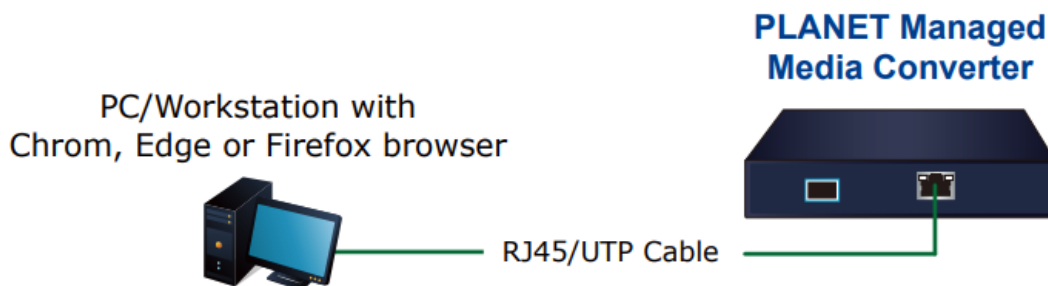 PLANET Managed
Media Converter
PC/Workstation with
Chrom, Edge or Firefox browser
RJ45/UTP Cable